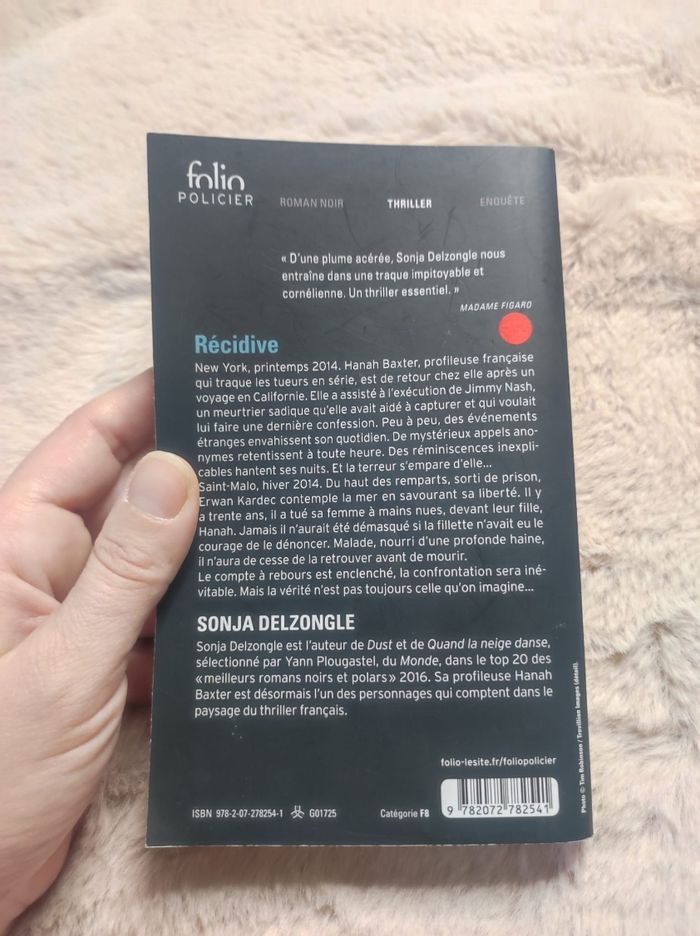 folio
POLICIER
ROMAN NOIR THRILLER ENQUÊTE
« D'une plume acérée, Sonja Delzongle nous
entraîne dans une traque impitoyable et
cornélienne. Un thriller essentiel. »
MADAME FIGARO
Récidive
New York, printemps 2014. Hanah Baxter, profileuse française
qui traque les tueurs en série, est de retour chez elle après un
voyage en Californie. Elle a assisté à l'exécution de Jimmy Nash,
un meurtrier sadique qu'elle avait aidé à capturer et qui voulait
lui faire une dernière confession. Peu à peu, des événements
étranges envahissent son quotidien. De mystérieux appels ano-
nymes retentissent à toute heure. Des réminiscences inexpli-
cables hantent ses nuits. Et la terreur s'empare d'elle...
Saint-Malo, hiver 2014. Du haut des remparts, sorti de prison,
Erwan Kardec contemple la mer en savourant sa liberté. Il y
a trente ans, il a tué sa femme à mains nues, devant leur fille,
Hanah. Jamais il n'aurait été démasqué si la fillette n'avait eu le
courage de le dénoncer. Malade, nourri d'une profonde haine,
il n'aura de cesse de la retrouver avant de mourir.
Le compte à rebours est enclenché, la confrontation sera iné-
vitable. Mais la vérité n'est pas toujours celle qu'on imagine...
SONJA DELZONGLE
Sonja Delzongle est l'auteur de Dust et de Quand la neige danse,
sélectionné par Yann Plougastel, du Monde, dans le top 20 des
« meilleurs romans noirs et polars » 2016. Sa profileuse Hanah
Baxter est désormais l'un des personnages qui comptent dans le
paysage du thriller français.
folio-lesite.fr/foliopolicier
ISBN 978-2-07-278254-1 G01725 Catégorie F8
9 782072 782541
Photo © Tim Robinson / Trevillion Images (détail).